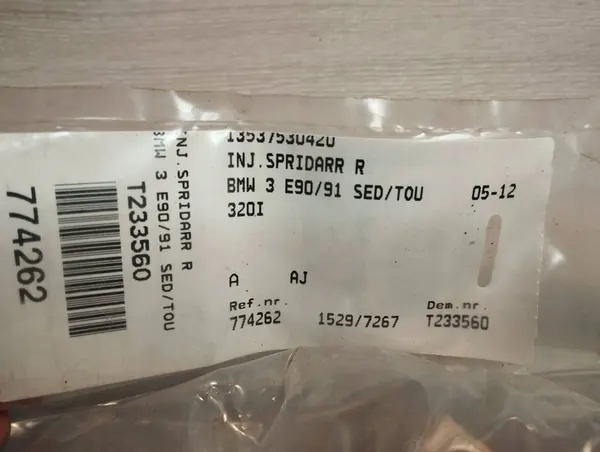 13537530420
INJ.SPRIDARR R
BMW 3 E90/91 SED/TOU 05-12
320I
A AJ
Ref.nr. Dem.nr.
774262 1529/7267 T233560
INJ.SPRIDARR R
BMW 3 E90/91 SED/TOU
T233560
774262